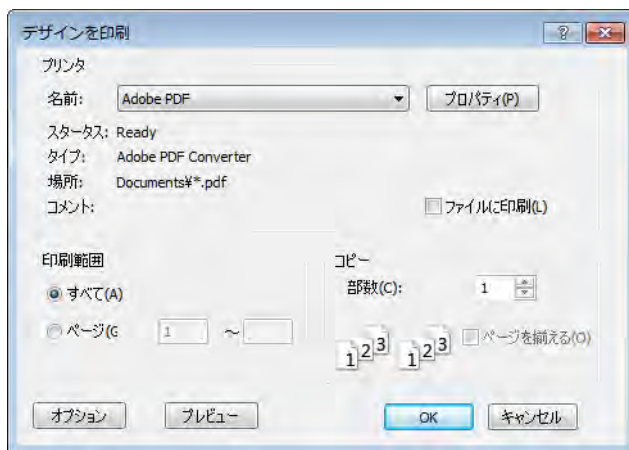 デザインを印刷
プリンタ
名前: Adobe PDF プロパティ(P)
スタータス: Ready
タイプ: Adobe PDF Converter
場所: Documents¥*.pdf
コメント: ファイルに印刷(L)
印刷範囲 コピー
すべて(A) 部数(C): 1
ページ(G 1 ～
123 123 ページを揃える(O)
オプション プレビュー OK キャンセル